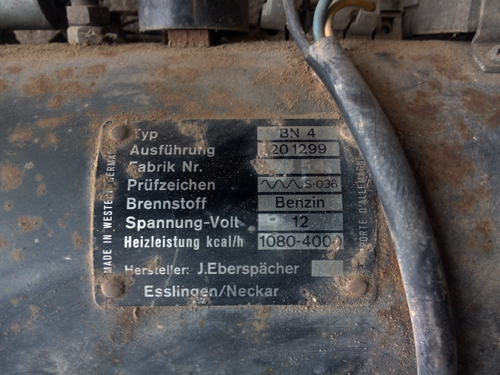 Typ BN 4
Ausführung 201299
Fabrik Nr.
Prüfzeichen S·036
Brennstoff Benzin
Spannung-Volt 12
Heizleistung kcal/h 1080-4000
Hersteller: J.Eberspächer
Esslingen/Neckar
MADE IN WESTERN GERMANY